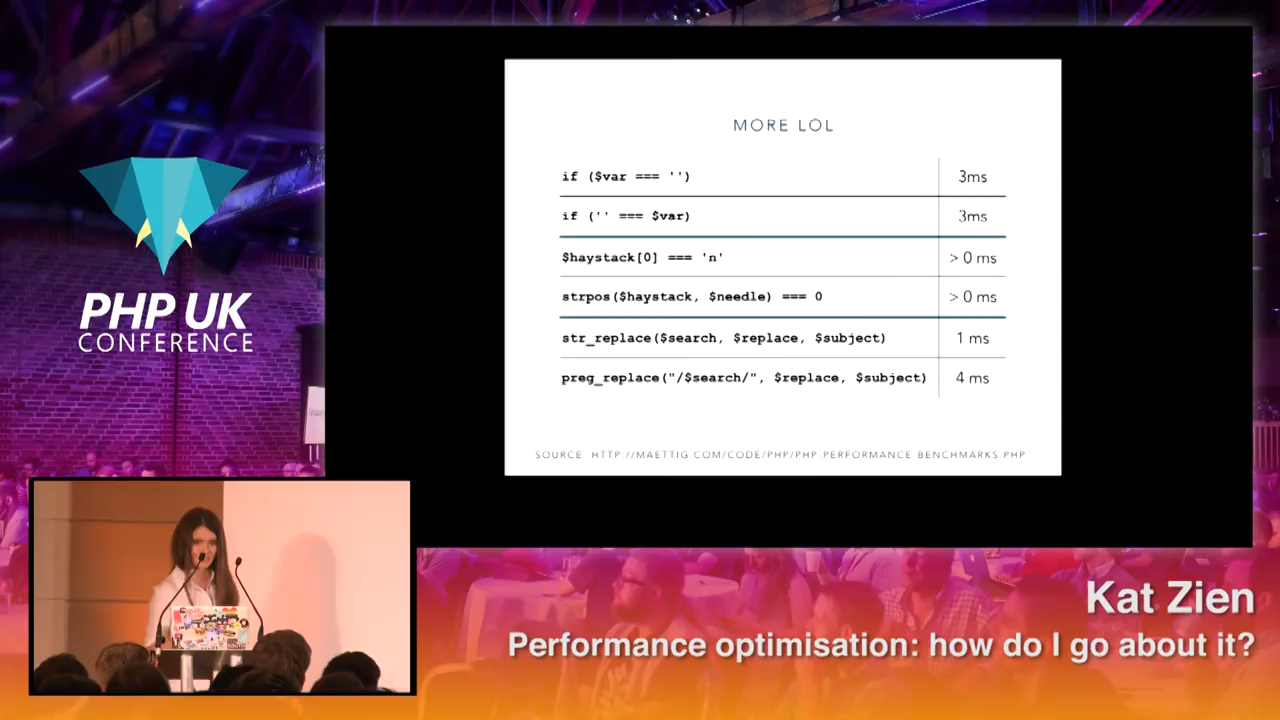 PHP UK
CONFERENCE
MORE LOL
if ($var === '') 3ms
if ('' === $var) 3ms
$haystack[0] === 'n' > 0 ms
strpos($haystack, $needle) === 0 > 0 ms
str_replace($search, $replace, $subject) 1 ms
preg_replace("/$search/", $replace, $subject) 4 ms
SOURCE: HTTP://MAETTIG.COM/CODE/PHP/PHP PERFORMANCE BENCHMARKS.PHP
Kat Zien
Performance optimisation: how do I go about it?